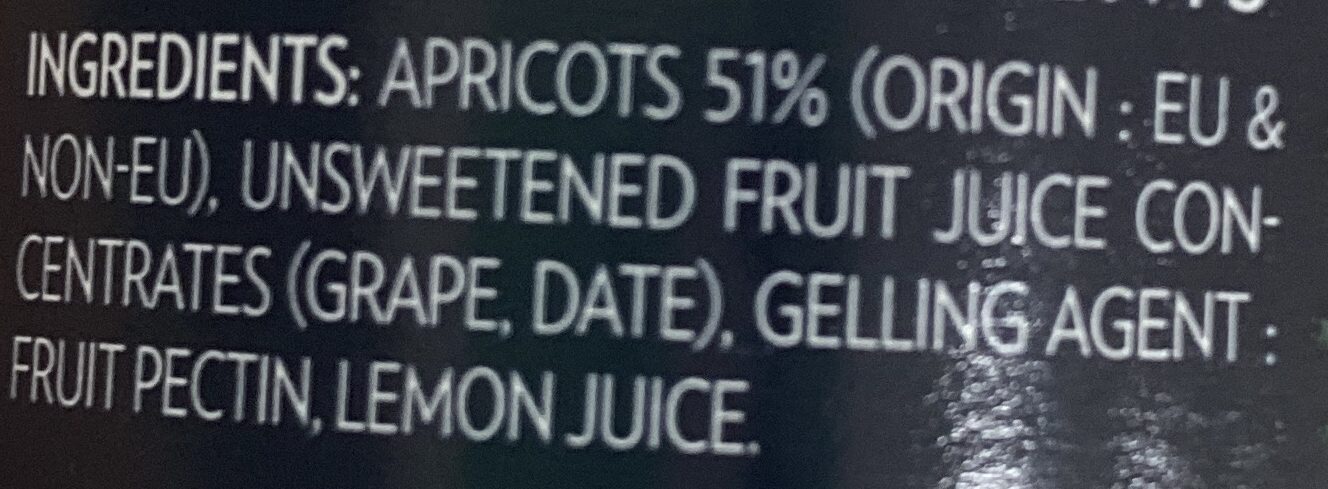 INGREDIENTS: APRICOTS 51% (ORIGIN : EU &
NON-EU), UNSWEETENED FRUIT JUICE CON-
CENTRATES (GRAPE, DATE), GELLING AGENT :
FRUIT PECTIN, LEMON JUICE.